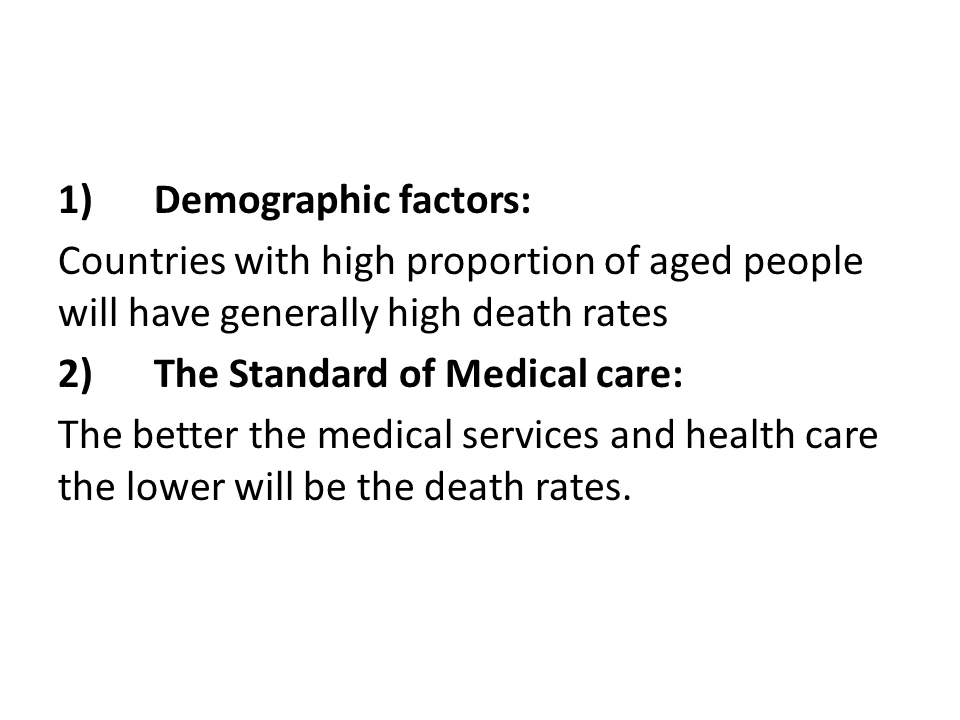 1) Demographic factors:
Countries with high proportion of aged people
will have generally high death rates
2) The Standard of Medical care:
The better the medical services and health care
the lower will be the death rates.